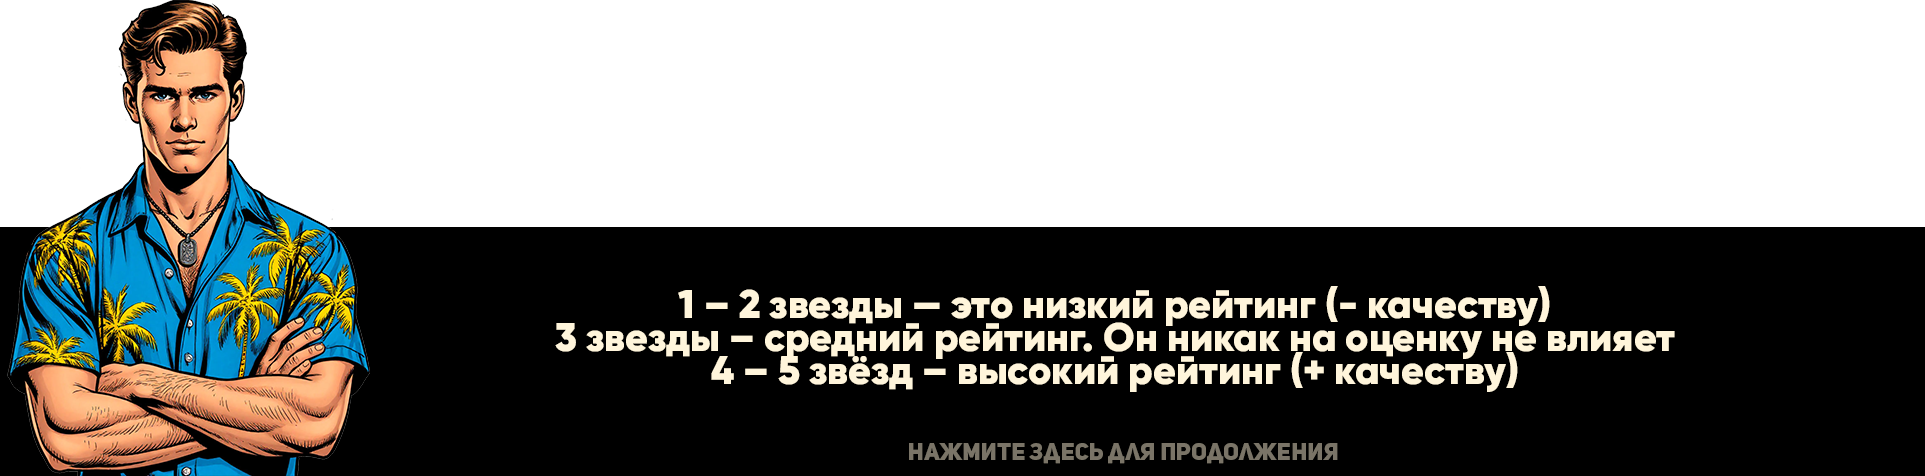 1 – 2 звезды — это низкий рейтинг (- качеству)
3 звезды – средний рейтинг. Он никак на оценку не влияет
4 – 5 звёзд – высокий рейтинг (+ качеству)
НАЖМИТЕ ЗДЕСЬ ДЛЯ ПРОДОЛЖЕНИЯ